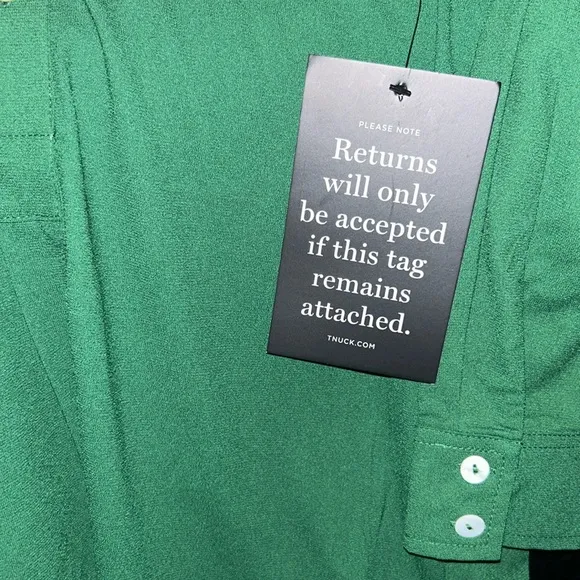 PLEASE NOTE
Returns
will only
be accepted
if this tag
remains
attached.
TNUCK.COM